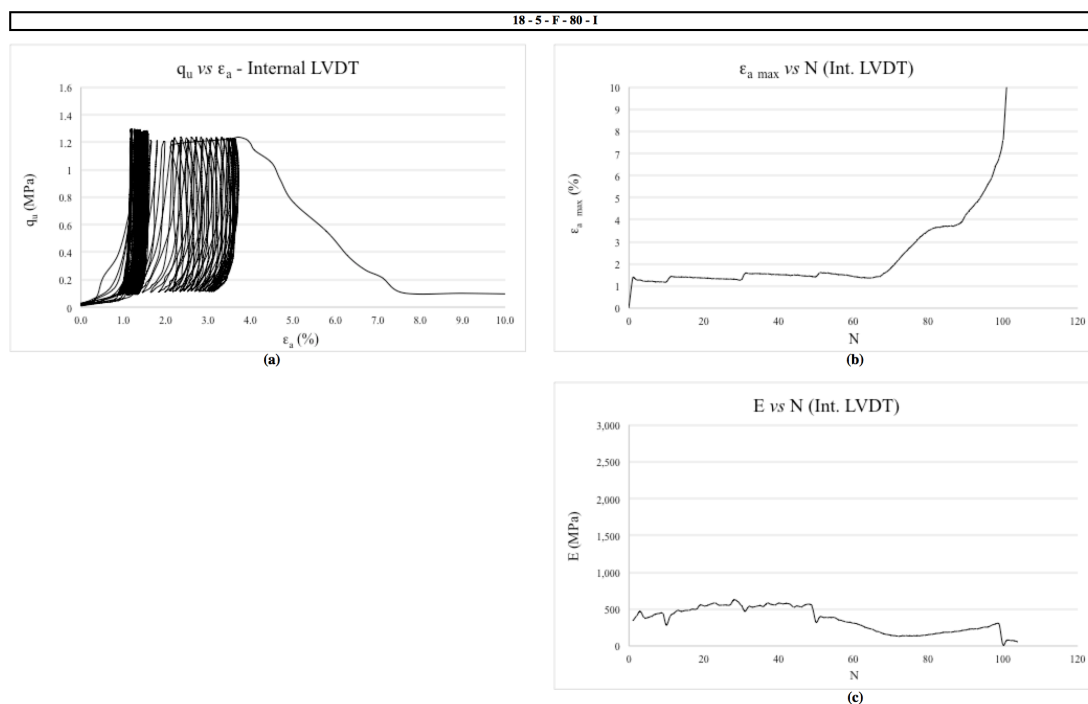 18 - 5 - F - 80 - I
qu vs εa - Internal LVDT
1.6
1.4
1.2
1
0.8
0.6
0.4
0.2
0
qu (MPa)
0.0 1.0 2.0 3.0 4.0 5.0 6.0 7.0 8.0 9.0 10.0
εa (%)
(a)
εa max vs N (Int. LVDT)
10
9
8
7
6
5
4
3
2
1
0
εa max (%)
0 20 40 60 80 100 120
N
(b)
E vs N (Int. LVDT)
3,000
2,500
2,000
1,500
1,000
500
0
E (MPa)
0 20 40 60 80 100 120
N
(c)